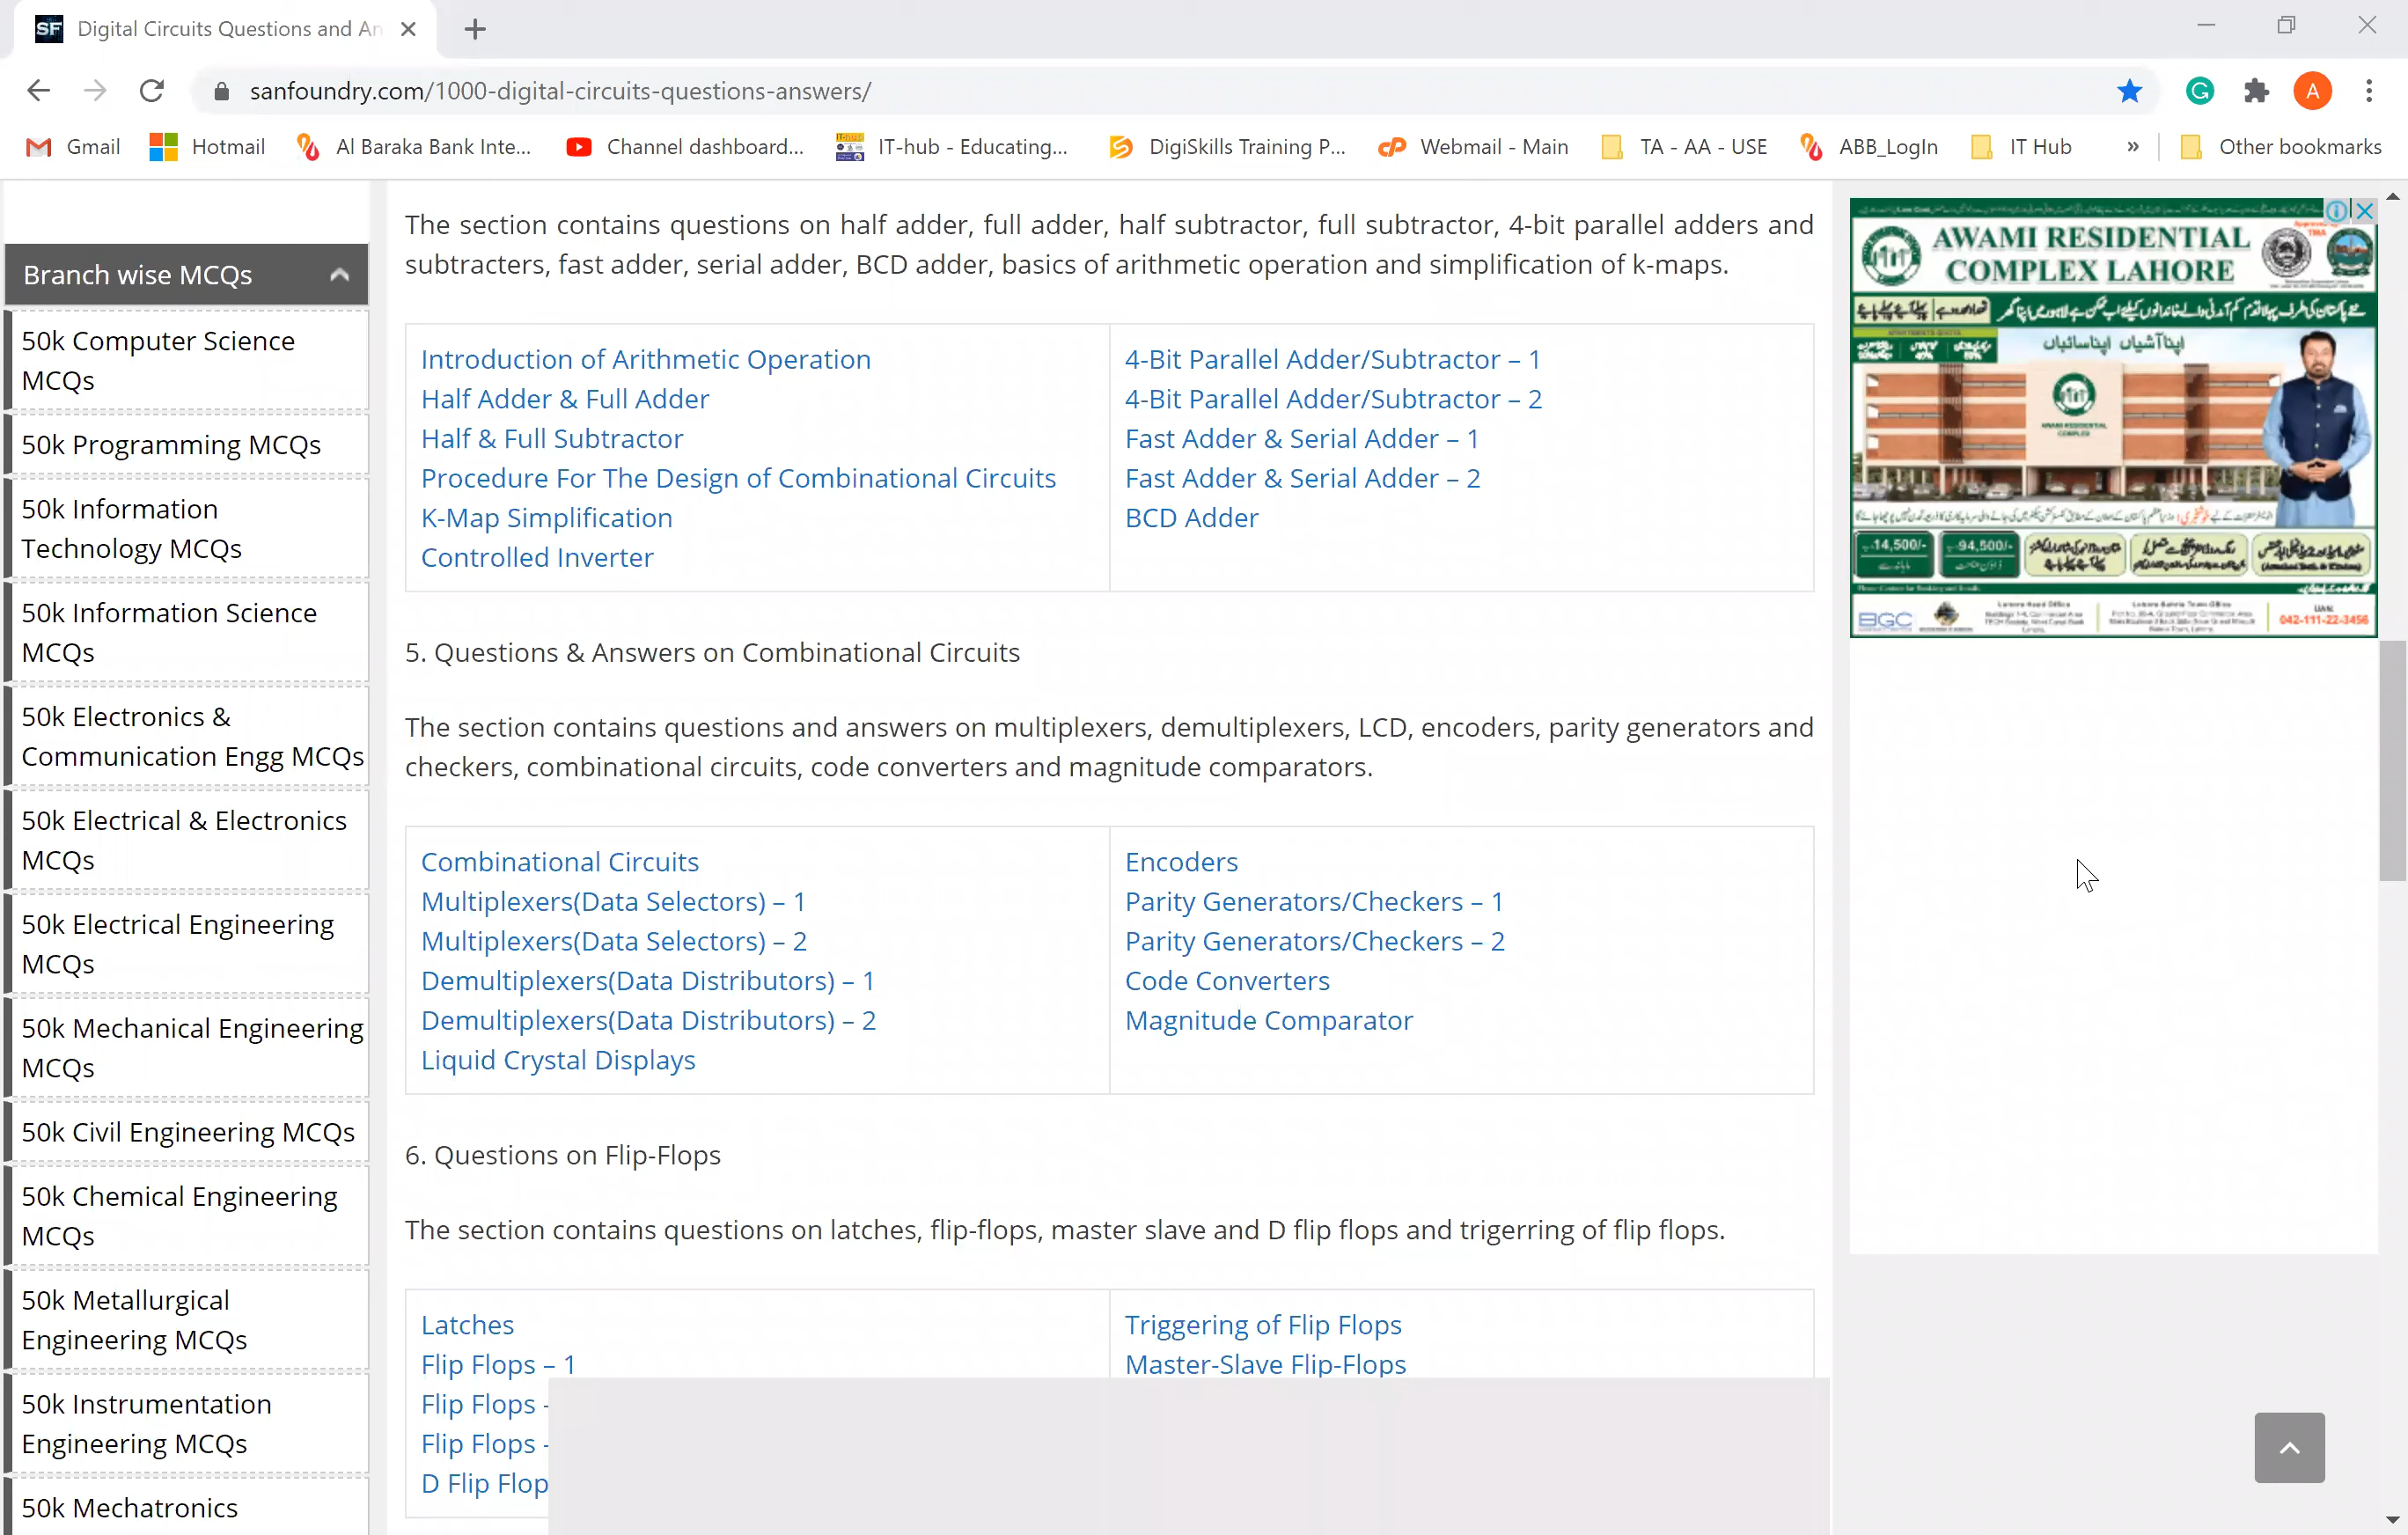 Digital Circuits Questions and An
sanfoundry.com/1000-digital-circuits-questions-answers/
A
Gmail
Hotmail
Al Baraka Bank Inte...
Channel dashboard...
IT-hub - Educating...
DigiSkills Training P...
Webmail - Main
TA - AA - USE
ABB_LogIn
IT Hub
»
Other bookmarks
Branch wise MCQs
50k Computer Science
MCQs
50k Programming MCQs
50k Information
Technology MCQs
50k Information Science
MCQs
50k Electronics &
Communication Engg MCQs
50k Electrical & Electronics
MCQs
50k Electrical Engineering
MCQs
50k Mechanical Engineering
MCQs
50k Civil Engineering MCQs
50k Chemical Engineering
MCQs
50k Metallurgical
Engineering MCQs
50k Instrumentation
Engineering MCQs
50k Mechatronics
The section contains questions on half adder, full adder, half subtractor, full subtractor, 4-bit parallel adders and
subtracters, fast adder, serial adder, BCD adder, basics of arithmetic operation and simplification of k-maps.
Introduction of Arithmetic Operation
Half Adder & Full Adder
Half & Full Subtractor
Procedure For The Design of Combinational Circuits
K-Map Simplification
Controlled Inverter
4-Bit Parallel Adder/Subtractor – 1
4-Bit Parallel Adder/Subtractor – 2
Fast Adder & Serial Adder – 1
Fast Adder & Serial Adder – 2
BCD Adder
5. Questions & Answers on Combinational Circuits
The section contains questions and answers on multiplexers, demultiplexers, LCD, encoders, parity generators and
checkers, combinational circuits, code converters and magnitude comparators.
Combinational Circuits
Multiplexers(Data Selectors) – 1
Multiplexers(Data Selectors) – 2
Demultiplexers(Data Distributors) – 1
Demultiplexers(Data Distributors) – 2
Liquid Crystal Displays
Encoders
Parity Generators/Checkers – 1
Parity Generators/Checkers – 2
Code Converters
Magnitude Comparator
6. Questions on Flip-Flops
The section contains questions on latches, flip-flops, master slave and D flip flops and trigerring of flip flops.
Latches
Flip Flops – 1
Flip Flops -
Flip Flops -
D Flip Flop
Triggering of Flip Flops
Master-Slave Flip-Flops
AWAMI RESIDENTIAL
COMPLEX LAHORE
اپنا آشیاں اپنا سائباں
14,500/-
94,500/-
BGC
UAN:
042-111-22-3456